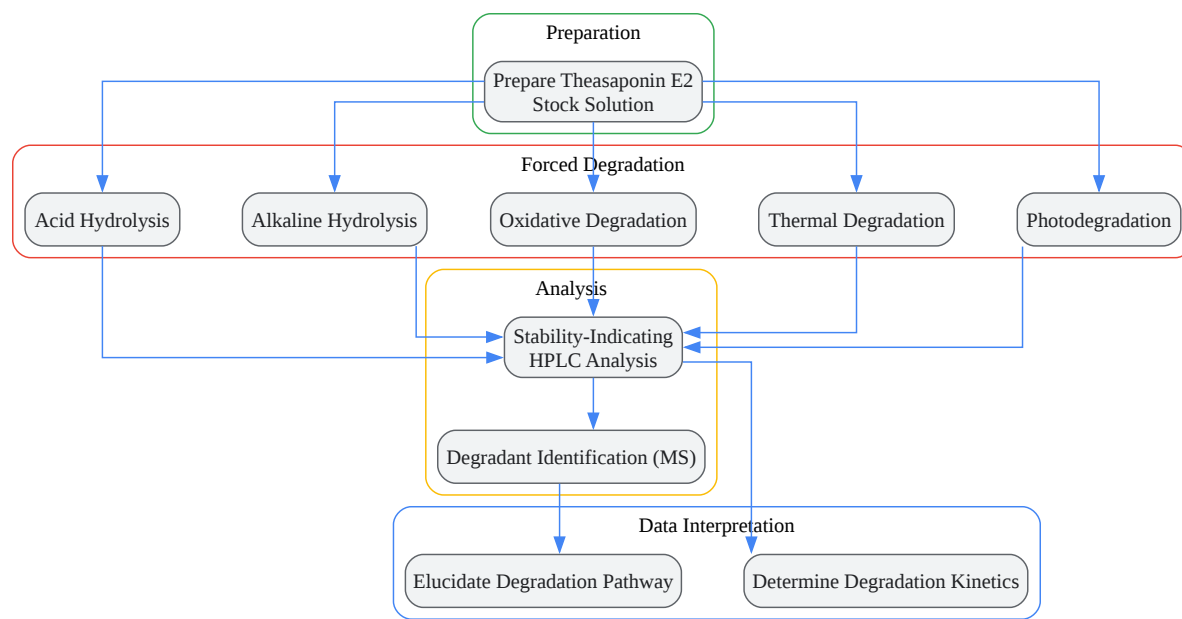 Preparation
Prepare Theasaponin E2
Stock Solution
Forced Degradation
Acid Hydrolysis
Alkaline Hydrolysis
Oxidative Degradation
Thermal Degradation
Photodegradation
Analysis
Stability-Indicating
HPLC Analysis
Degradant Identification (MS)
Data Interpretation
Elucidate Degradation Pathway
Determine Degradation Kinetics